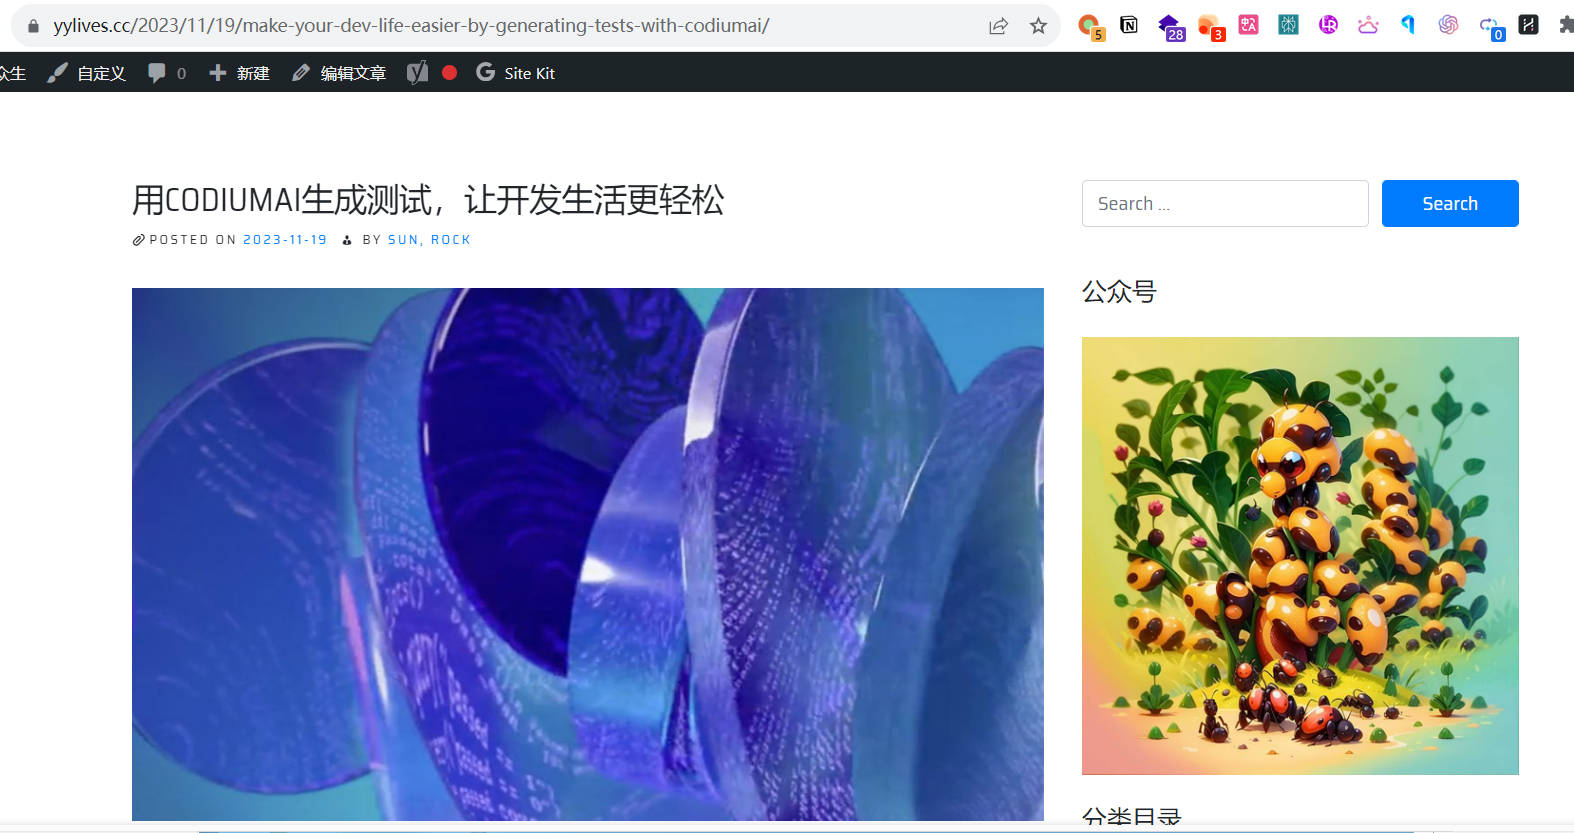 yylives.cc/2023/11/19/make-your-dev-life-easier-by-generating-tests-with-codiumai/
5
28
3
0
众生
自定义
0
新建
编辑文章
Site Kit
用CODIUMAI生成测试，让开发生活更轻松
POSTED ON 2023-11-19 BY SUN, ROCK
Search ...
Search
公众号
分类目录